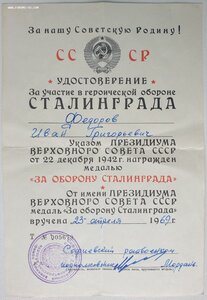 За нашу Советскую Родину!
СС СР
УДОСТОВЕРЕНИЕ
За участие в героической обороне
СТАЛИНГРАДА
Федоров
Иван Григорьевич
Указом ПРЕЗИДИУМА
ВЕРХОВНОГО СОВЕТА СССР
от 22 декабря 1942 г. награжден
медалью
«ЗА ОБОРОНУ СТАЛИНГРАДА»
От имени ПРЕЗИДИУМА
ВЕРХОВНОГО СОВЕТА СССР
медаль «За оборону Сталинграда»
вручена 25 апреля 1969 г.